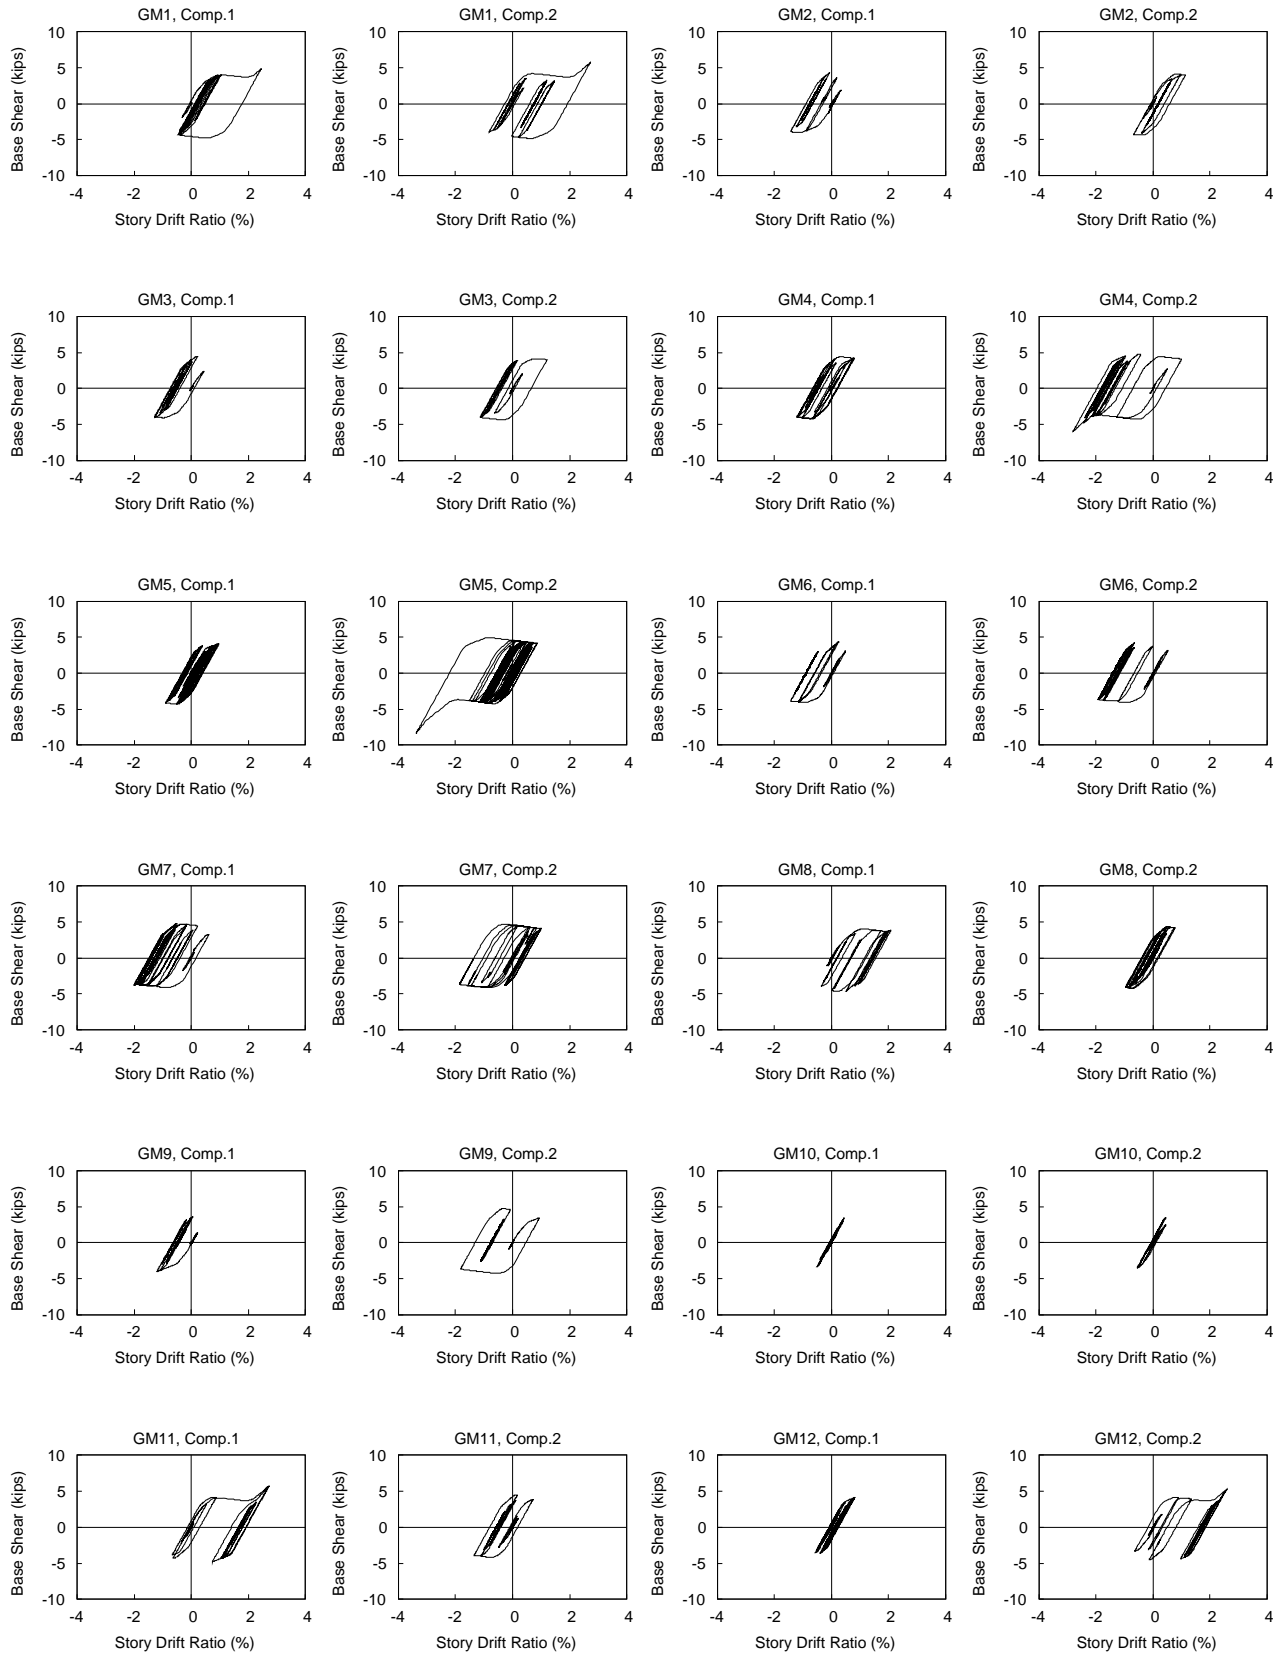 GM1, Comp.1 GM1, Comp.2 GM2, Comp.1 GM2, Comp.2
10 10 10 10
5 5 5 5
0 0 0 0
-5 -5 -5 -5
-10 -10 -10 -10
Base Shear (kips) Base Shear (kips) Base Shear (kips) Base Shear (kips)
-4 -2 0 2 4 -4 -2 0 2 4 -4 -2 0 2 4 -4 -2 0 2 4
Story Drift Ratio (%) Story Drift Ratio (%) Story Drift Ratio (%) Story Drift Ratio (%)
GM3, Comp.1 GM3, Comp.2 GM4, Comp.1 GM4, Comp.2
10 10 10 10
5 5 5 5
0 0 0 0
-5 -5 -5 -5
-10 -10 -10 -10
Base Shear (kips) Base Shear (kips) Base Shear (kips) Base Shear (kips)
-4 -2 0 2 4 -4 -2 0 2 4 -4 -2 0 2 4 -4 -2 0 2 4
Story Drift Ratio (%) Story Drift Ratio (%) Story Drift Ratio (%) Story Drift Ratio (%)
GM5, Comp.1 GM5, Comp.2 GM6, Comp.1 GM6, Comp.2
10 10 10 10
5 5 5 5
0 0 0 0
-5 -5 -5 -5
-10 -10 -10 -10
Base Shear (kips) Base Shear (kips) Base Shear (kips) Base Shear (kips)
-4 -2 0 2 4 -4 -2 0 2 4 -4 -2 0 2 4 -4 -2 0 2 4
Story Drift Ratio (%) Story Drift Ratio (%) Story Drift Ratio (%) Story Drift Ratio (%)
GM7, Comp.1 GM7, Comp.2 GM8, Comp.1 GM8, Comp.2
10 10 10 10
5 5 5 5
0 0 0 0
-5 -5 -5 -5
-10 -10 -10 -10
Base Shear (kips) Base Shear (kips) Base Shear (kips) Base Shear (kips)
-4 -2 0 2 4 -4 -2 0 2 4 -4 -2 0 2 4 -4 -2 0 2 4
Story Drift Ratio (%) Story Drift Ratio (%) Story Drift Ratio (%) Story Drift Ratio (%)
GM9, Comp.1 GM9, Comp.2 GM10, Comp.1 GM10, Comp.2
10 10 10 10
5 5 5 5
0 0 0 0
-5 -5 -5 -5
-10 -10 -10 -10
Base Shear (kips) Base Shear (kips) Base Shear (kips) Base Shear (kips)
-4 -2 0 2 4 -4 -2 0 2 4 -4 -2 0 2 4 -4 -2 0 2 4
Story Drift Ratio (%) Story Drift Ratio (%) Story Drift Ratio (%) Story Drift Ratio (%)
GM11, Comp.1 GM11, Comp.2 GM12, Comp.1 GM12, Comp.2
10 10 10 10
5 5 5 5
0 0 0 0
-5 -5 -5 -5
-10 -10 -10 -10
Base Shear (kips) Base Shear (kips) Base Shear (kips) Base Shear (kips)
-4 -2 0 2 4 -4 -2 0 2 4 -4 -2 0 2 4 -4 -2 0 2 4
Story Drift Ratio (%) Story Drift Ratio (%) Story Drift Ratio (%) Story Drift Ratio (%)